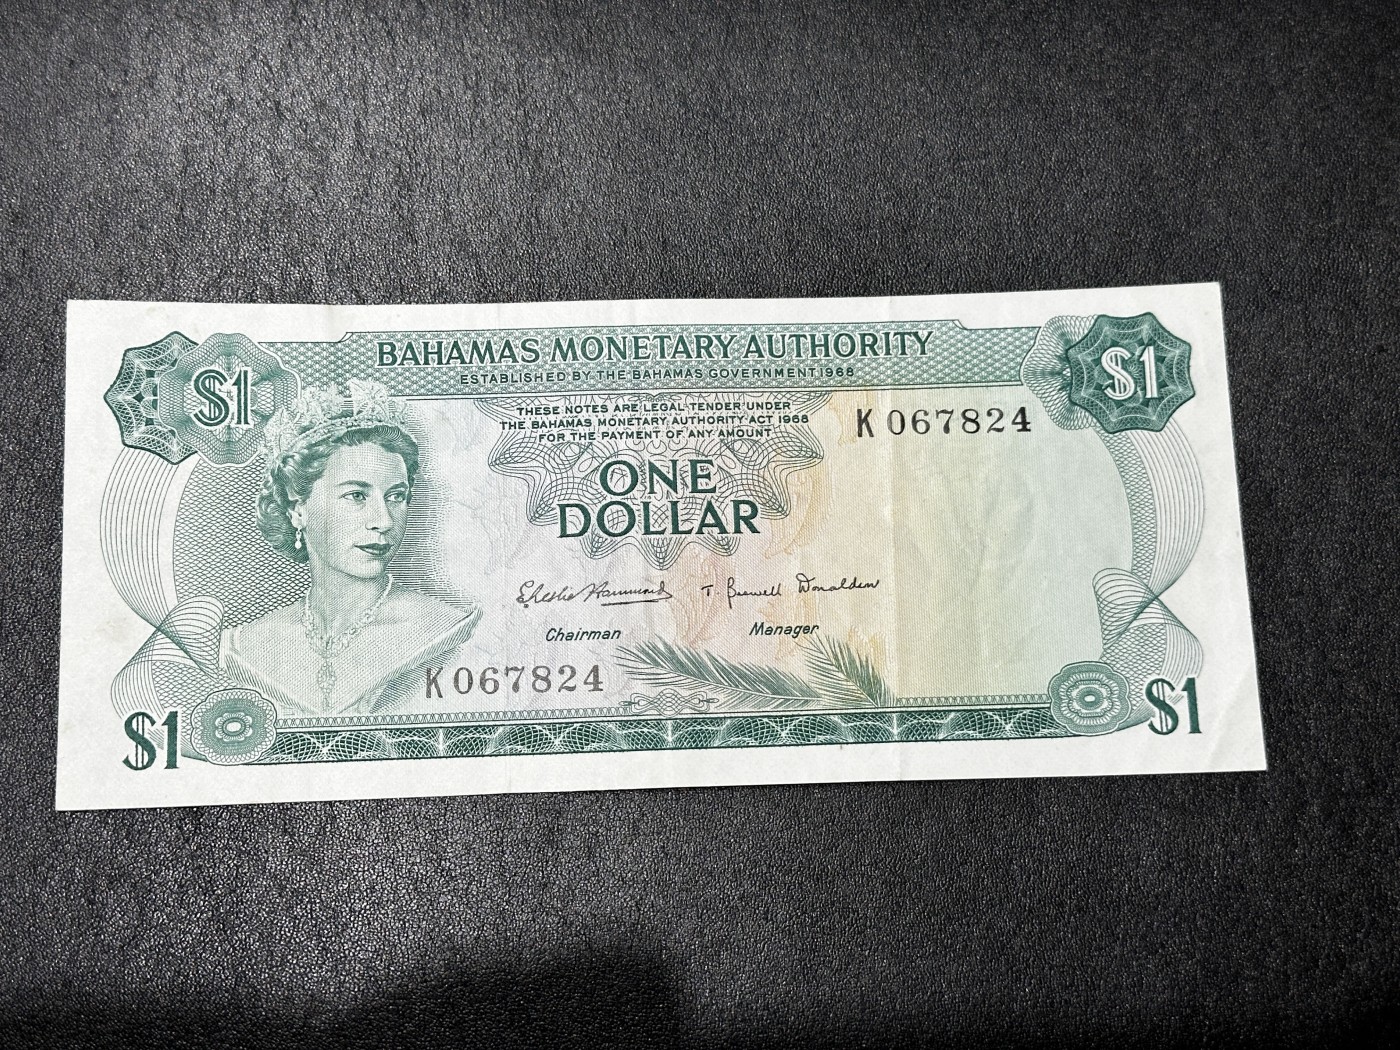 BAHAMAS MONETARY AUTHORITY
ESTABLISHED BY THE BAHAMAS GOVERNMENT 1968
$1
$1
THESE NOTES ARE LEGAL TENDER UNDER
THE BAHAMAS MONETARY AUTHORITY ACT 1968
FOR THE PAYMENT OF ANY AMOUNT
K 067824
ONE
DOLLAR
Chairman
Manager
K 067824
$1
$1